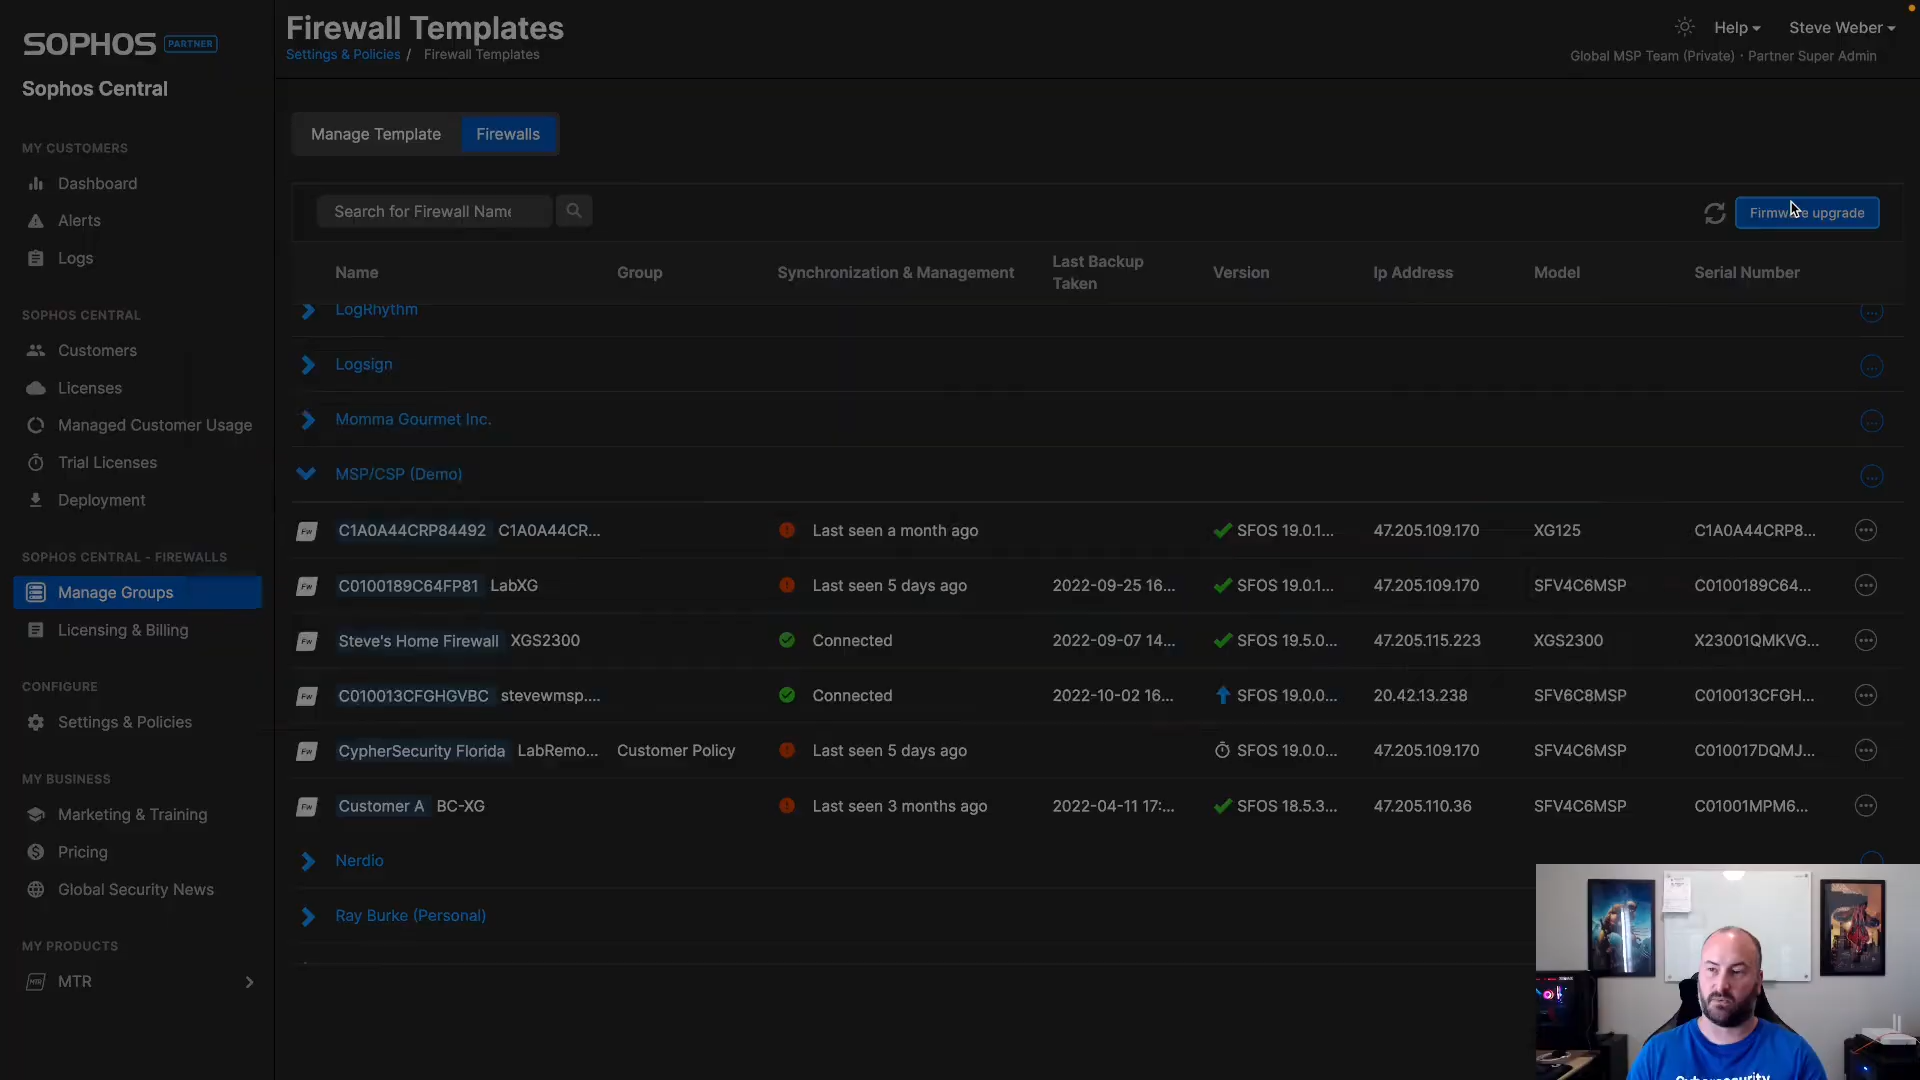 SOPHOS PARTNER
Sophos Central
MY CUSTOMERS
Dashboard
Alerts
Logs
SOPHOS CENTRAL
Customers
Licenses
Managed Customer Usage
Trial Licenses
Deployment
SOPHOS CENTRAL - FIREWALLS
Manage Groups
Licensing & Billing
CONFIGURE
Settings & Policies
MY BUSINESS
Marketing & Training
Pricing
Global Security News
MY PRODUCTS
MTR
Firewall Templates
Settings & Policies / Firewall Templates
Help
Steve Weber
Global MSP Team (Private) · Partner Super Admin
Manage Template
Firewalls
Search for Firewall Name
Firmware upgrade
Name Group Synchronization & Management Last Backup Taken Version Ip Address Model Serial Number
LogRhythm
Logsign
Momma Gourmet Inc.
MSP/CSP (Demo)
Fw C1A0A44CRP84492 C1A0A44CR... Last seen a month ago SFOS 19.0.1... 47.205.109.170 XG125 C1A0A44CRP8...
Fw C0100189C64FP81 LabXG Last seen 5 days ago 2022-09-25 16... SFOS 19.0.1... 47.205.109.170 SFV4C6MSP C0100189C64...
Fw Steve's Home Firewall XGS2300 Connected 2022-09-07 14... SFOS 19.5.0... 47.205.115.223 XGS2300 X23001QMKVG...
Fw C010013CFGHGVBC stevewmsp.... Connected 2022-10-02 16... SFOS 19.0.0... 20.42.13.238 SFV6C8MSP C010013CFGH...
Fw CypherSecurity Florida LabRemo... Customer Policy Last seen 5 days ago SFOS 19.0.0... 47.205.109.170 SFV4C6MSP C010017DQMJ...
Fw Customer A BC-XG Last seen 3 months ago 2022-04-11 17:... SFOS 18.5.3... 47.205.110.36 SFV4C6MSP C01001MPM6...
Nerdio
Ray Burke (Personal)